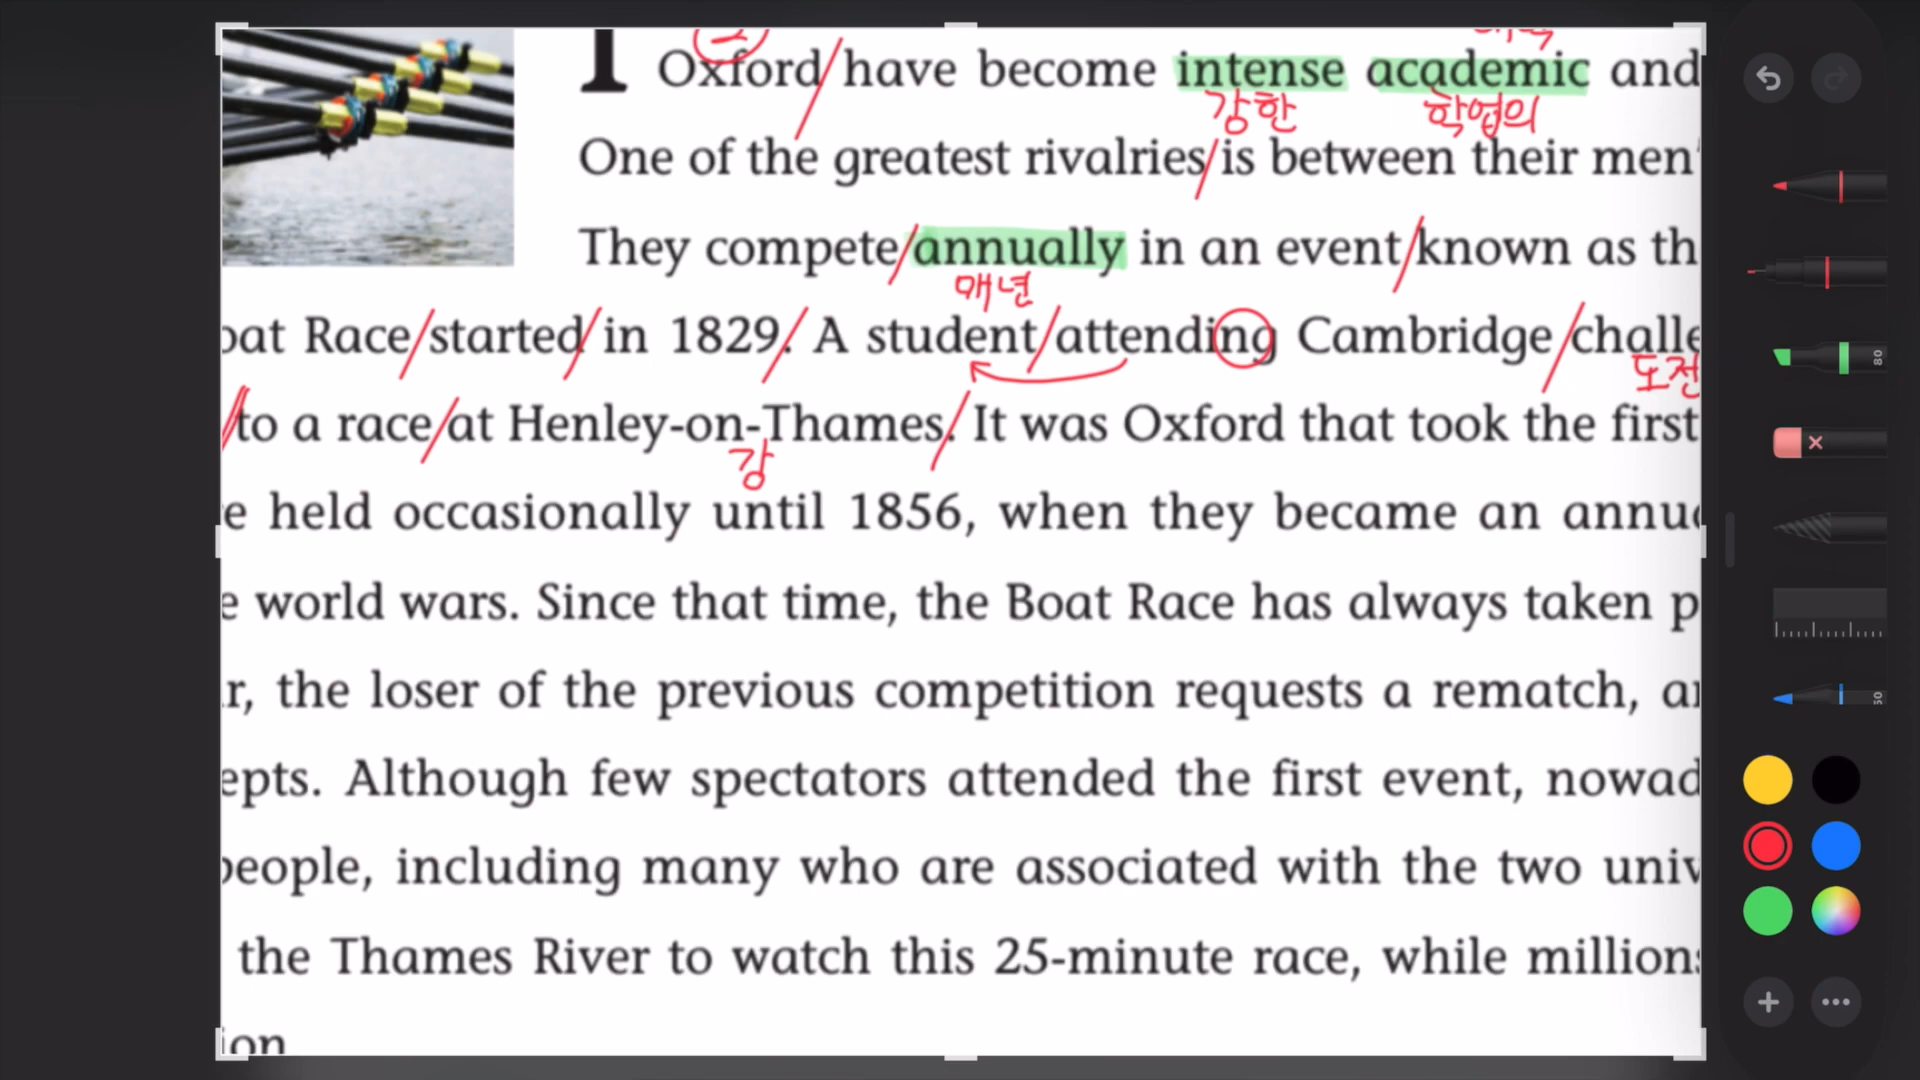 Oxford have become intense academic and
강한 학업의
One of the greatest rivalries is between their men'
They compete annually in an event known as th
매년
oat Race started in 1829. A student attending Cambridge challe
도전
to a race at Henley-on-Thames. It was Oxford that took the first
강
e held occasionally until 1856, when they became an annu
e world wars. Since that time, the Boat Race has always taken p
r, the loser of the previous competition requests a rematch, a
epts. Although few spectators attended the first event, nowad
people, including many who are associated with the two univ
the Thames River to watch this 25-minute race, while millions
ion
80
50